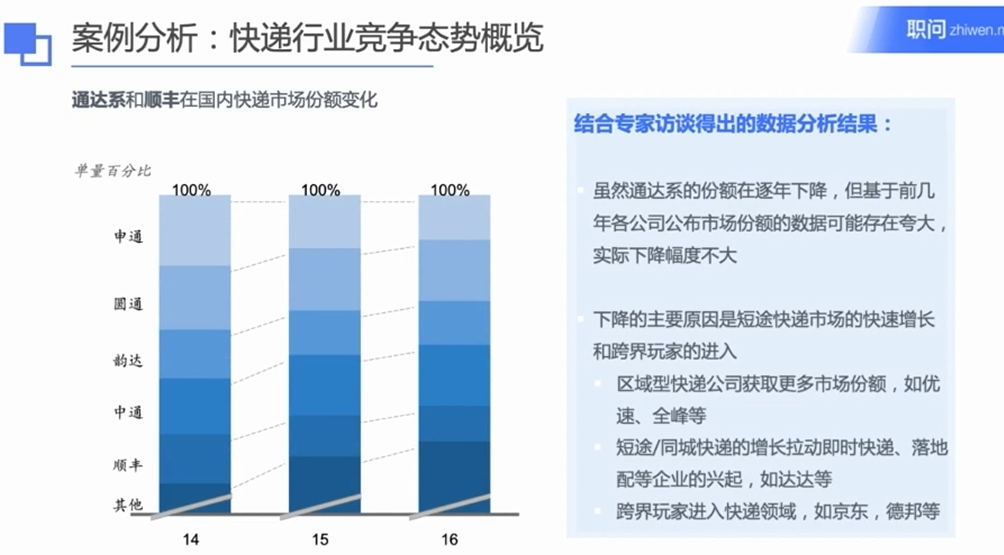 案例分析：快递行业竞争态势概览
职问 zhiwen.n
通达系和顺丰在国内快递市场份额变化
单量百分比
100% 100% 100%
申通
圆通
韵达
中通
顺丰
其他
14 15 16
结合专家访谈得出的数据分析结果：
虽然通达系的份额在逐年下降，但基于前几
年各公司公布市场份额的数据可能存在夸大，
实际下降幅度不大
下降的主要原因是短途快递市场的快速增长
和跨界玩家的进入
区域型快递公司获取更多市场份额，如优
速、全峰等
短途/同城快递的增长拉动即时快递、落地
配等企业的兴起，如达达等
跨界玩家进入快递领域，如京东，德邦等